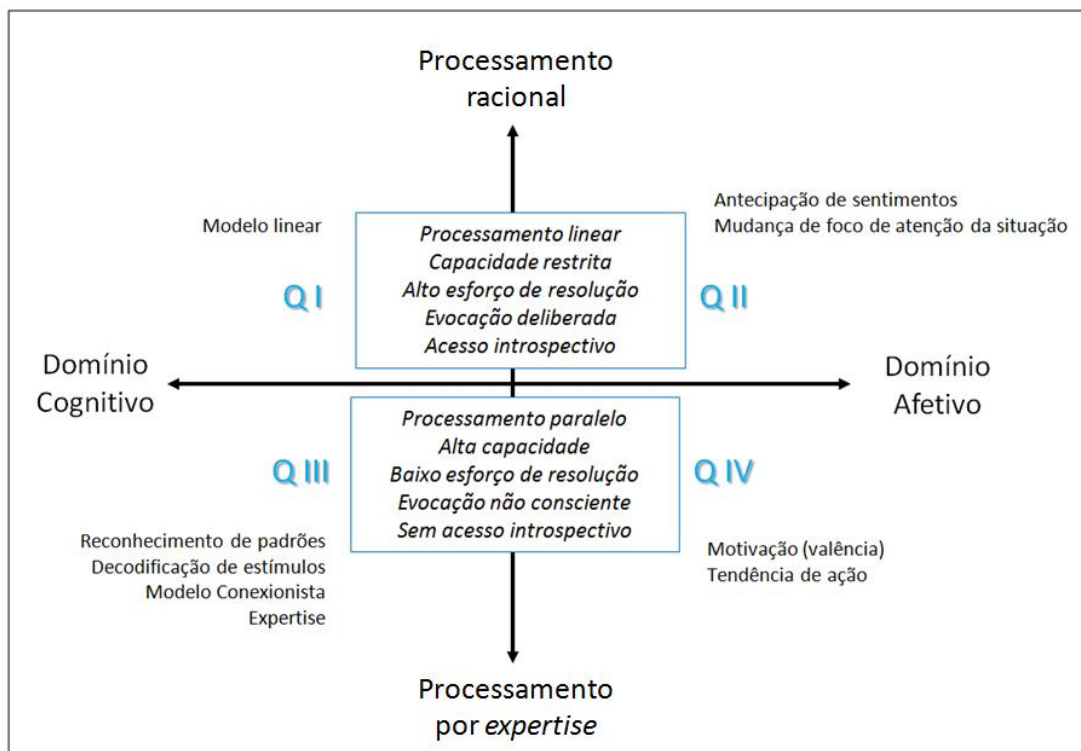 Processamento
racional
Antecipação de sentimentos
Mudança de foco de atenção da situação
Modelo linear
Processamento linear
Capacidade restrita
Alto esforço de resolução
Evocação deliberada
Acesso introspectivo
Q I
Q II
Domínio
Cognitivo
Domínio
Afetivo
Processamento paralelo
Alta capacidade
Baixo esforço de resolução
Evocação não consciente
Sem acesso introspectivo
Q III
Q IV
Reconhecimento de padrões
Decodificação de estímulos
Modelo Conexionista
Expertise
Motivação (valência)
Tendência de ação
Processamento
por expertise